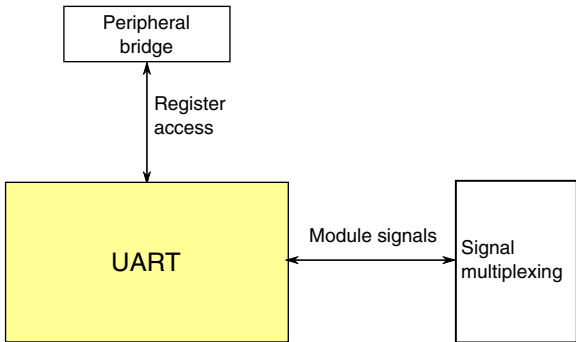 Peripheral
bridge
Register
access
UART
Module signals
Signal
multiplexing